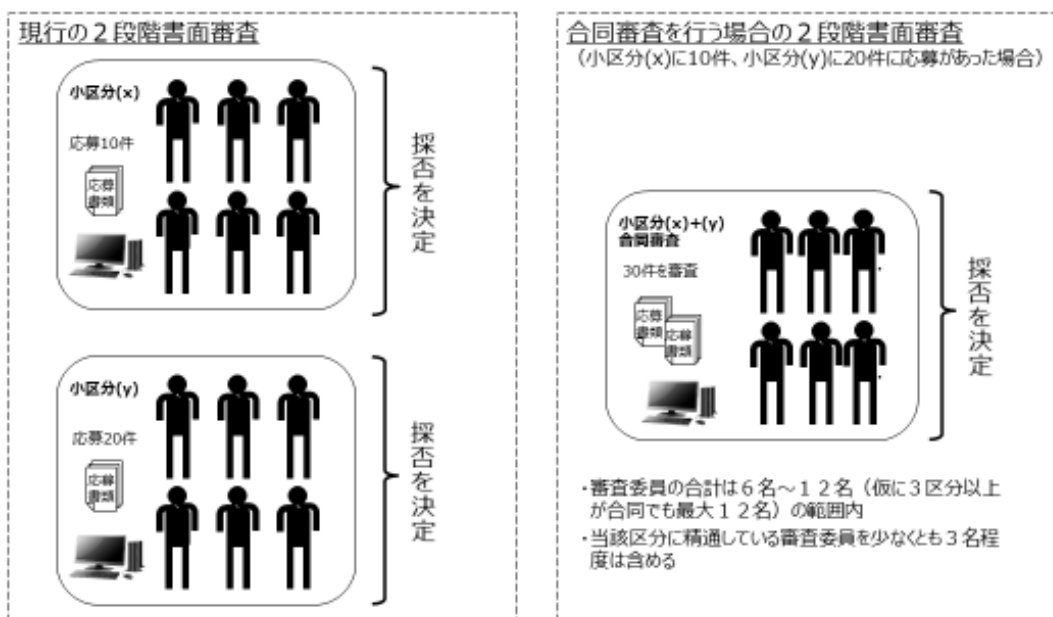 現行の２段階書面審査
小区分(x)
応募10件
応募
書類
採否を決定
小区分(y)
応募20件
応募
書類
採否を決定
合同審査を行う場合の２段階書面審査
（小区分(x)に10件、小区分(y)に20件に応募があった場合）
小区分(x)+(y)
合同審査
30件を審査
応募
書類
応募
書類
採否を決定
・審査委員の合計は６名～１２名（仮に３区分以上
が合同でも最大１２名）の範囲内
・当該区分に精通している審査委員を少なくとも３名程
度は含める